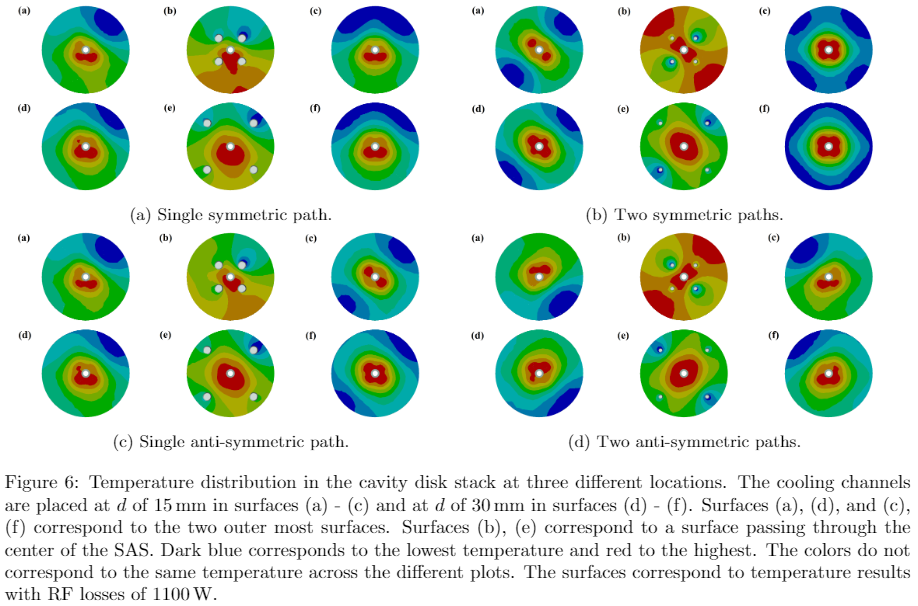 (a) (b) (c) (a) (b) (c)
(d) (e) (f) (d) (e) (f)
(a) Single symmetric path. (b) Two symmetric paths.
(a) (b) (c) (a) (b) (c)
(d) (e) (f) (d) (e) (f)
(c) Single anti-symmetric path. (d) Two anti-symmetric paths.
Figure 6: Temperature distribution in the cavity disk stack at three different locations. The cooling channels
are placed at d of 15 mm in surfaces (a) - (c) and at d of 30 mm in surfaces (d) - (f). Surfaces (a), (d), and (c),
(f) correspond to the two outer most surfaces. Surfaces (b), (e) correspond to a surface passing through the
center of the SAS. Dark blue corresponds to the lowest temperature and red to the highest. The colors do not
correspond to the same temperature across the different plots. The surfaces correspond to temperature results
with RF losses of 1100 W.